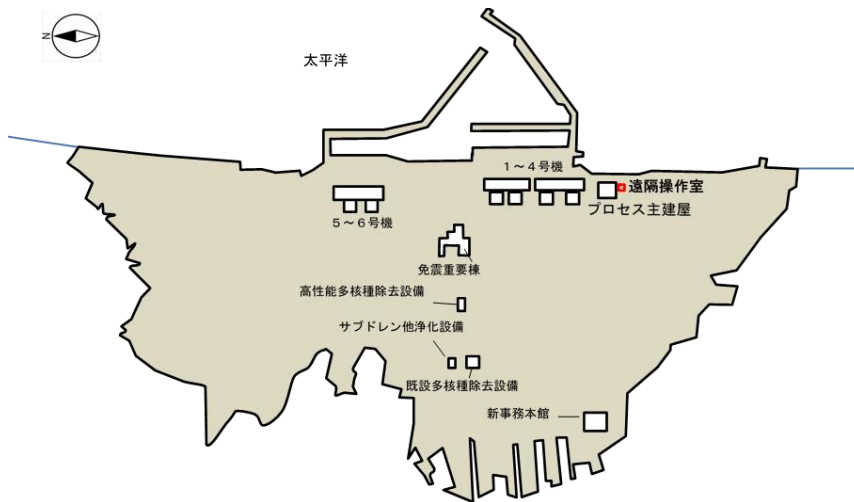 N
太平洋
1～4号機
遠隔操作室
プロセス主建屋
5～6号機
免震重要棟
高性能多核種除去設備
サブドレン他浄化設備
既設多核種除去設備
新事務本館